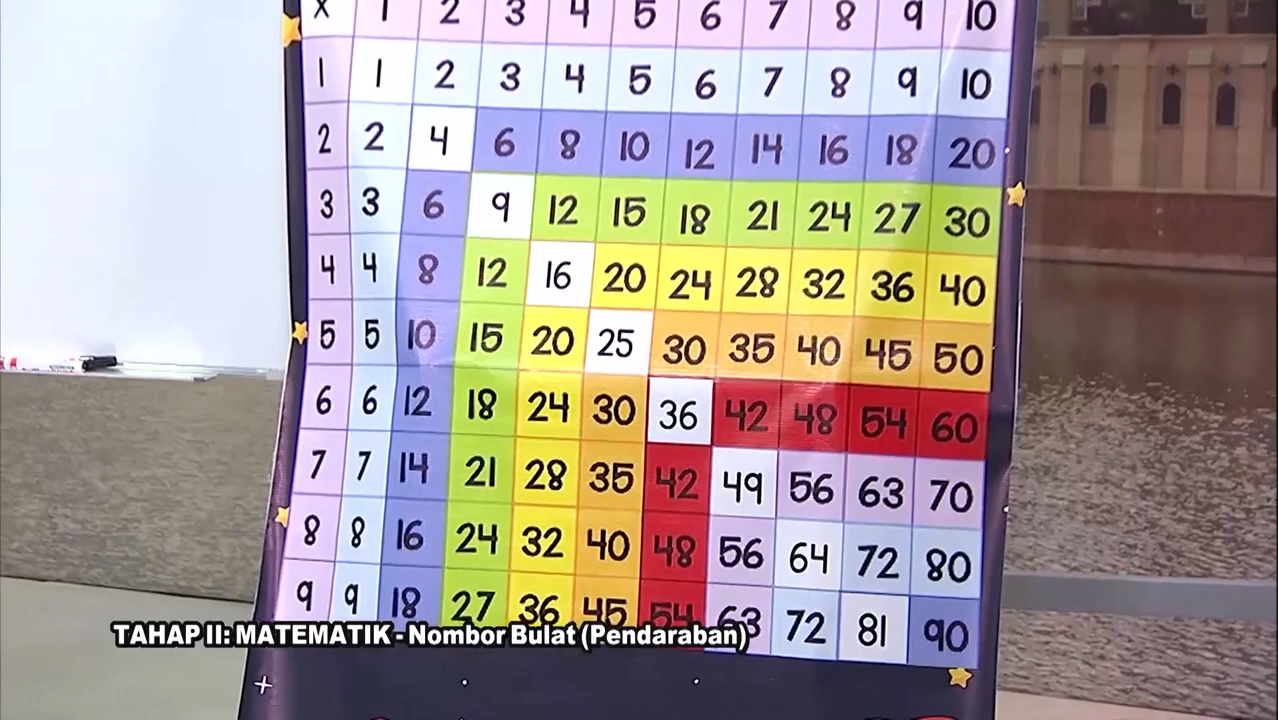 x 1 2 3 4 5 6 7 8 9 10
1 1 2 3 4 5 6 7 8 9 10
2 2 4 6 8 10 12 14 16 18 20
3 3 6 9 12 15 18 21 24 27 30
4 4 8 12 16 20 24 28 32 36 40
5 5 10 15 20 25 30 35 40 45 50
6 6 12 18 24 30 36 42 48 54 60
7 7 14 21 28 35 42 49 56 63 70
8 8 16 24 32 40 48 56 64 72 80
9 9 18 27 36 45 54 63 72 81 90
TAHAP II: MATEMATIK - Nombor Bulat (Pendaraban)